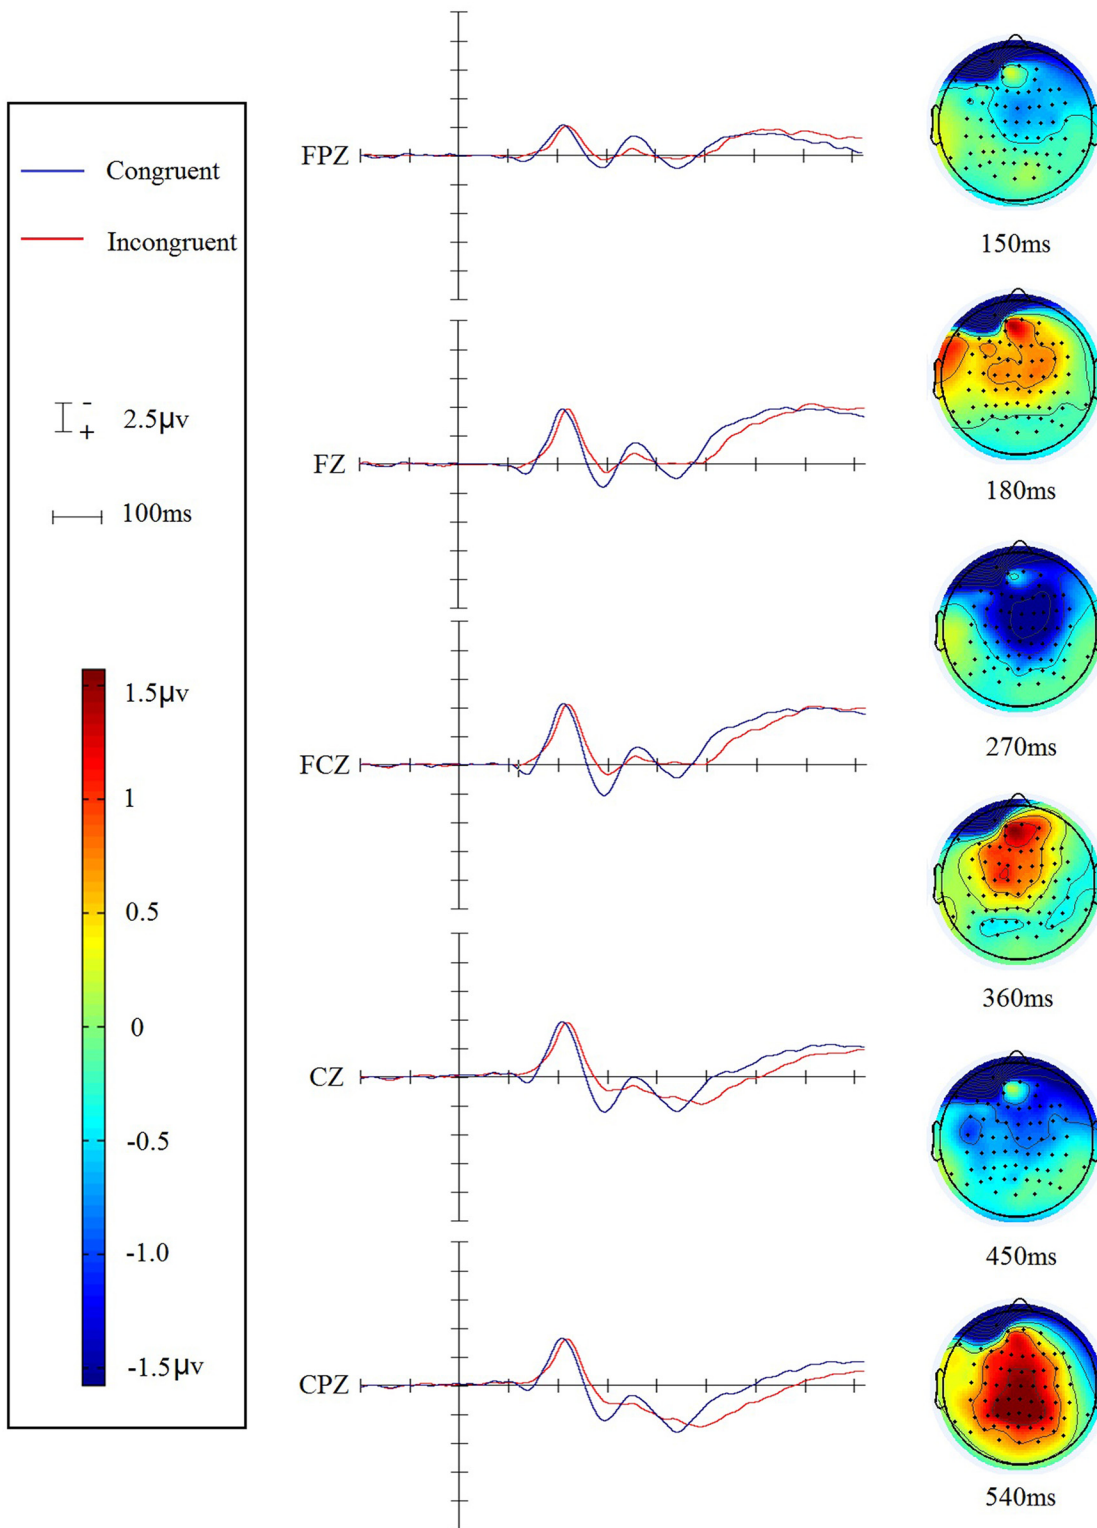 Congruent
Incongruent
-
+
2.5μv
100ms
1.5μv
1
0.5
0
-0.5
-1.0
-1.5μv
FPZ
FZ
FCZ
CZ
CPZ
150ms
180ms
270ms
360ms
450ms
540ms